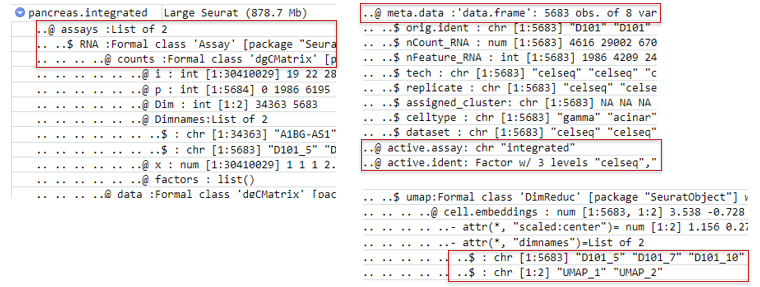 pancreas.integrated Large Seurat (878.7 Mb)
..@ assays :List of 2
.. ..$ RNA :Formal class 'Assay' [package "Seura
.. .. .. ..@ counts :Formal class 'dgCMatrix' [p
.. .. .. .. .. ..@ i : int [1:30410029] 19 22 28
.. .. .. .. .. ..@ p : int [1:5684] 0 1986 6195
.. .. .. .. .. ..@ Dim : int [1:2] 34363 5683
.. .. .. .. .. ..@ Dimnames:List of 2
.. .. .. .. .. .. ..$ : chr [1:34363] "A1BG-AS1"
.. .. .. .. .. .. ..$ : chr [1:5683] "D101_5" "D
.. .. .. .. .. ..@ x : num [1:30410029] 1 1 1 2.
.. .. .. .. .. ..@ factors : list()
.. .. .. ..@ data :Formal class 'dgCMatrix' [pac
..@ meta.data :'data.frame': 5683 obs. of 8 var
.. ..$ orig.ident : chr [1:5683] "D101" "D101"
.. ..$ nCount_RNA : num [1:5683] 4616 29002 670
.. ..$ nFeature_RNA : int [1:5683] 1986 4209 24
.. ..$ tech : chr [1:5683] "celseq" "celseq" "c
.. ..$ replicate : chr [1:5683] "celseq" "celse
.. ..$ assigned_cluster: chr [1:5683] NA NA NA
.. ..$ celltype : chr [1:5683] "gamma" "acinar"
.. ..$ dataset : chr [1:5683] "celseq" "celseq"
..@ active.assay: chr "integrated"
..@ active.ident: Factor w/ 3 levels "celseq","
.. .. ..$ umap:Formal class 'DimReduc' [package "SeuratObject"] w
.. .. .. .. ..@ cell.embeddings : num [1:5683, 1:2] 3.538 -0.728
.. .. .. .. .. ..- attr(*, "scaled:center")= num [1:2] 1.156 0.27
.. .. .. .. .. ..- attr(*, "dimnames")=List of 2
.. .. .. .. .. .. ..$ : chr [1:5683] "D101_5" "D101_7" "D101_10"
.. .. .. .. .. .. ..$ : chr [1:2] "UMAP_1" "UMAP_2"